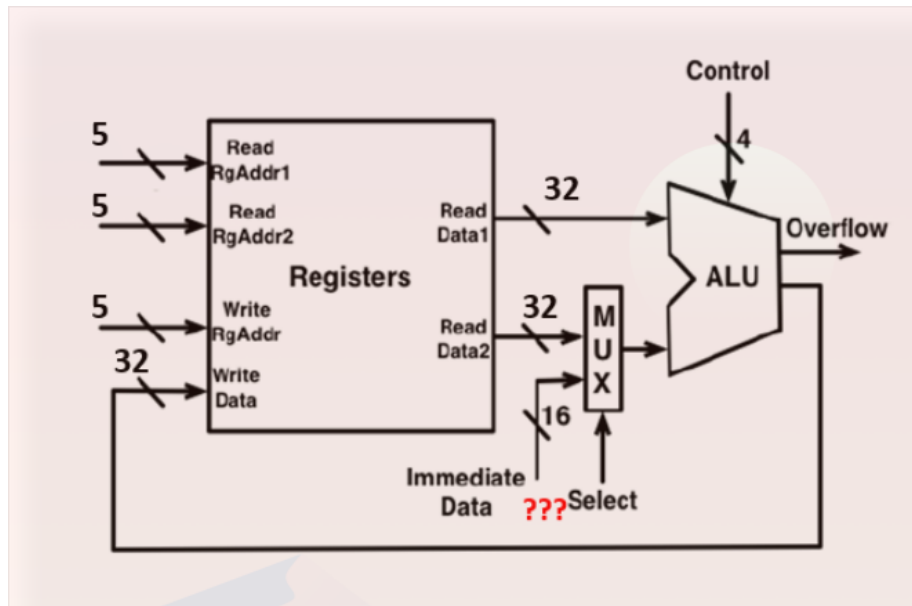 Control
4
5
Read
RgAddr1
5
Read
RgAddr2
Read
Data1
32
Overflow
Registers
ALU
5
Write
RgAddr
32
Write
Data
Read
Data2
32
M
U
X
16
Immediate
Data
???
Select